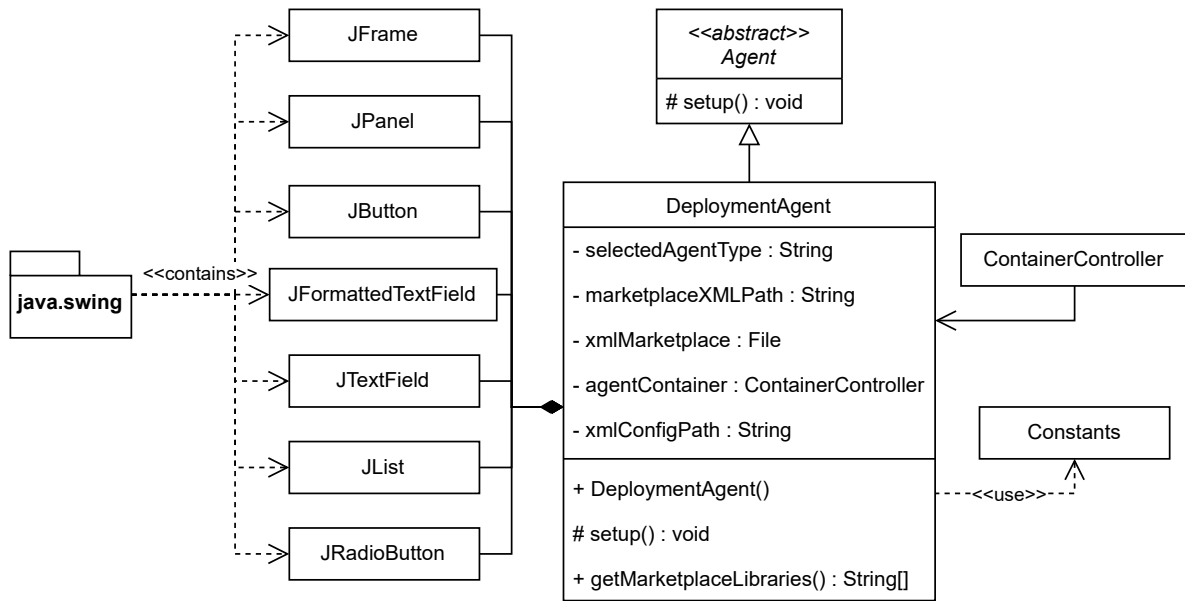 JFrame
JPanel
JButton
JFormattedTextField
JTextField
JList
JRadioButton
java.swing
<<contains>>
<<abstract>>
Agent
# setup() : void
DeploymentAgent
- selectedAgentType : String
- marketplaceXMLPath : String
- xmlMarketplace : File
- agentContainer : ContainerController
- xmlConfigPath : String
+ DeploymentAgent()
# setup() : void
+ getMarketplaceLibraries() : String[]
ContainerController
Constants
<<use>>